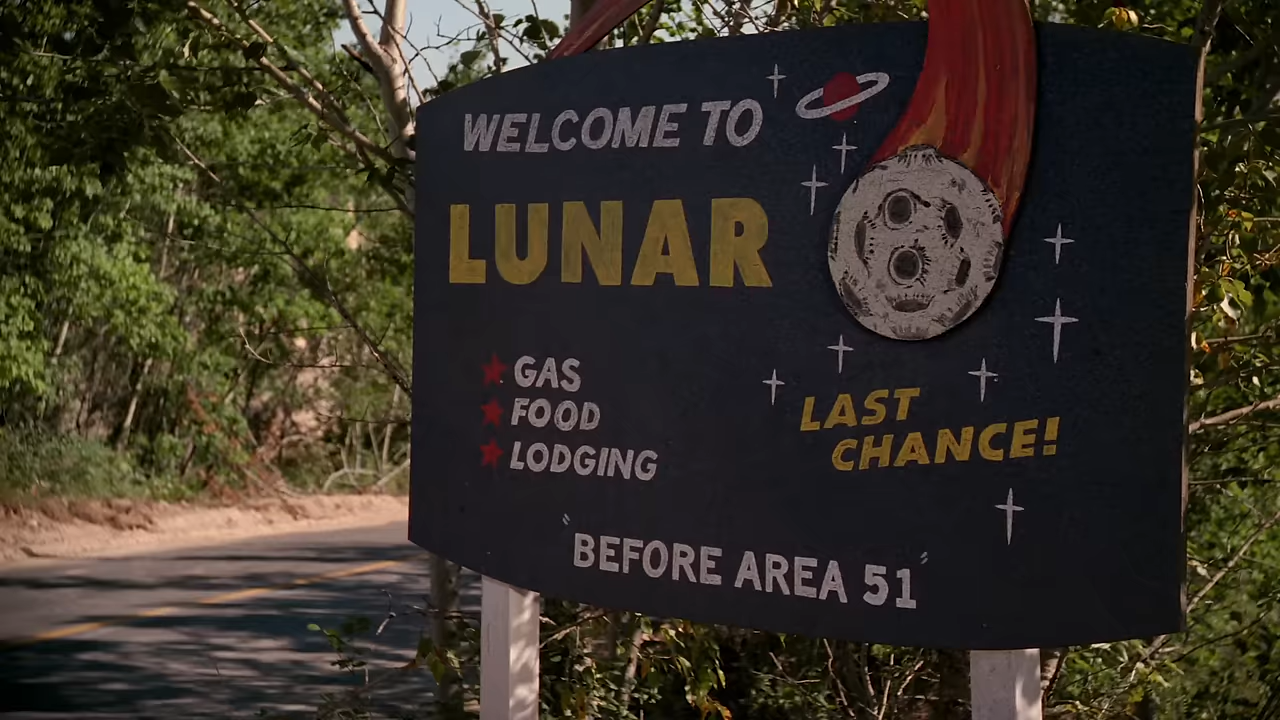 WELCOME TO
LUNAR
GAS
FOOD
LODGING
LAST
CHANCE!
"BEFORE AREA 51"